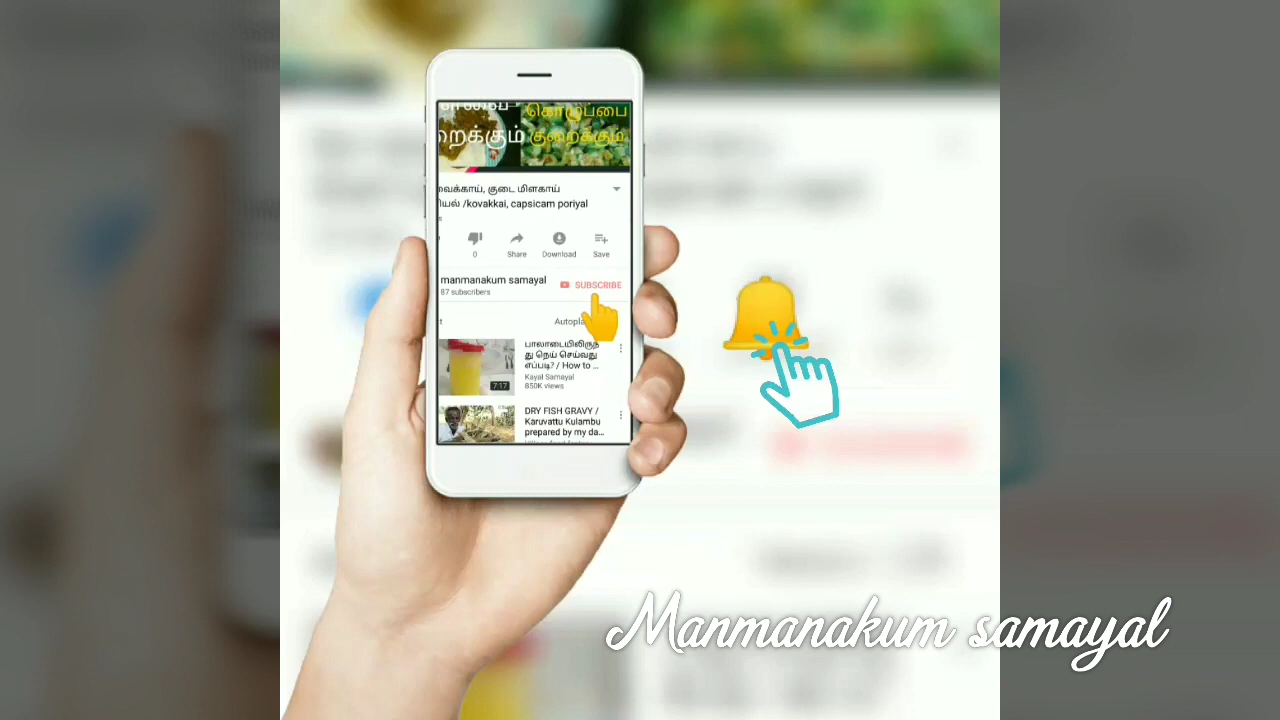 கொழுப்பை
றைக்கும் குறைக்கும்
வைக்காய், குடை மிளகாய்
ியல் /kovakkai, capsicam poriyal
0 Share Download Save
manmanakum samayal SUBSCRIBE
87 subscribers
பாலாடையிலிருந்
து நெய் செய்வது
எப்படி? / How to ...
Kayal Samayal
850K views
7:17
DRY FISH GRAVY /
Karuvattu Kulambu
prepared by my da...
Manmanakum samayal